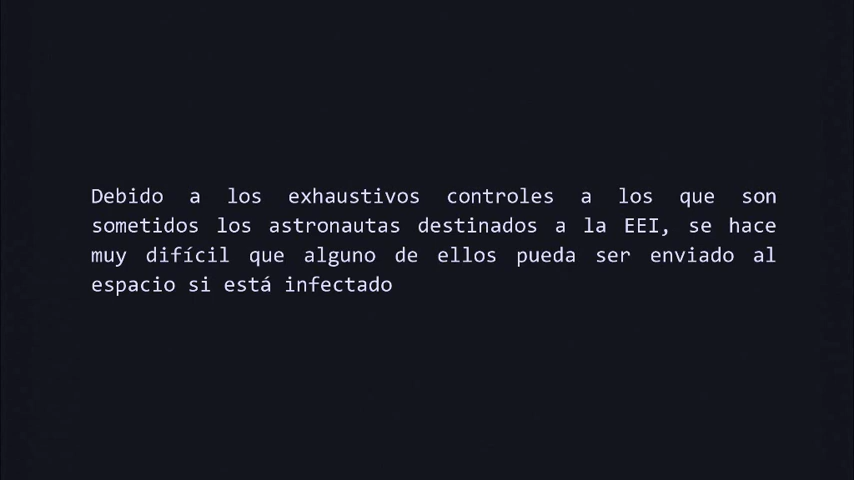 Debido a los exhaustivos controles a los que son
sometidos los astronautas destinados a la EEI, se hace
muy difícil que alguno de ellos pueda ser enviado al
espacio si está infectado